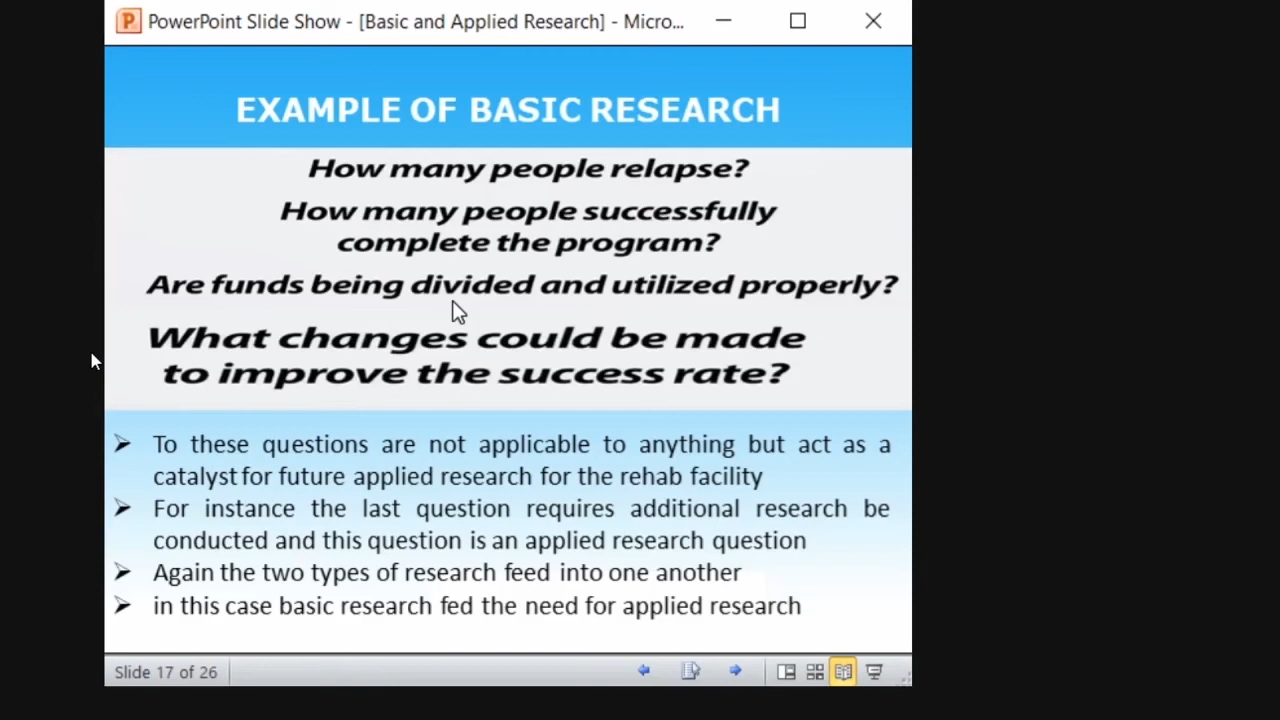 PowerPoint Slide Show - [Basic and Applied Research] - Micro...
EXAMPLE OF BASIC RESEARCH
How many people relapse?
How many people successfully
complete the program?
Are funds being divided and utilized properly?
What changes could be made
to improve the success rate?
➢ To these questions are not applicable to anything but act as a
catalyst for future applied research for the rehab facility
➢ For instance the last question requires additional research be
conducted and this question is an applied research question
➢ Again the two types of research feed into one another
➢ in this case basic research fed the need for applied research
Slide 17 of 26